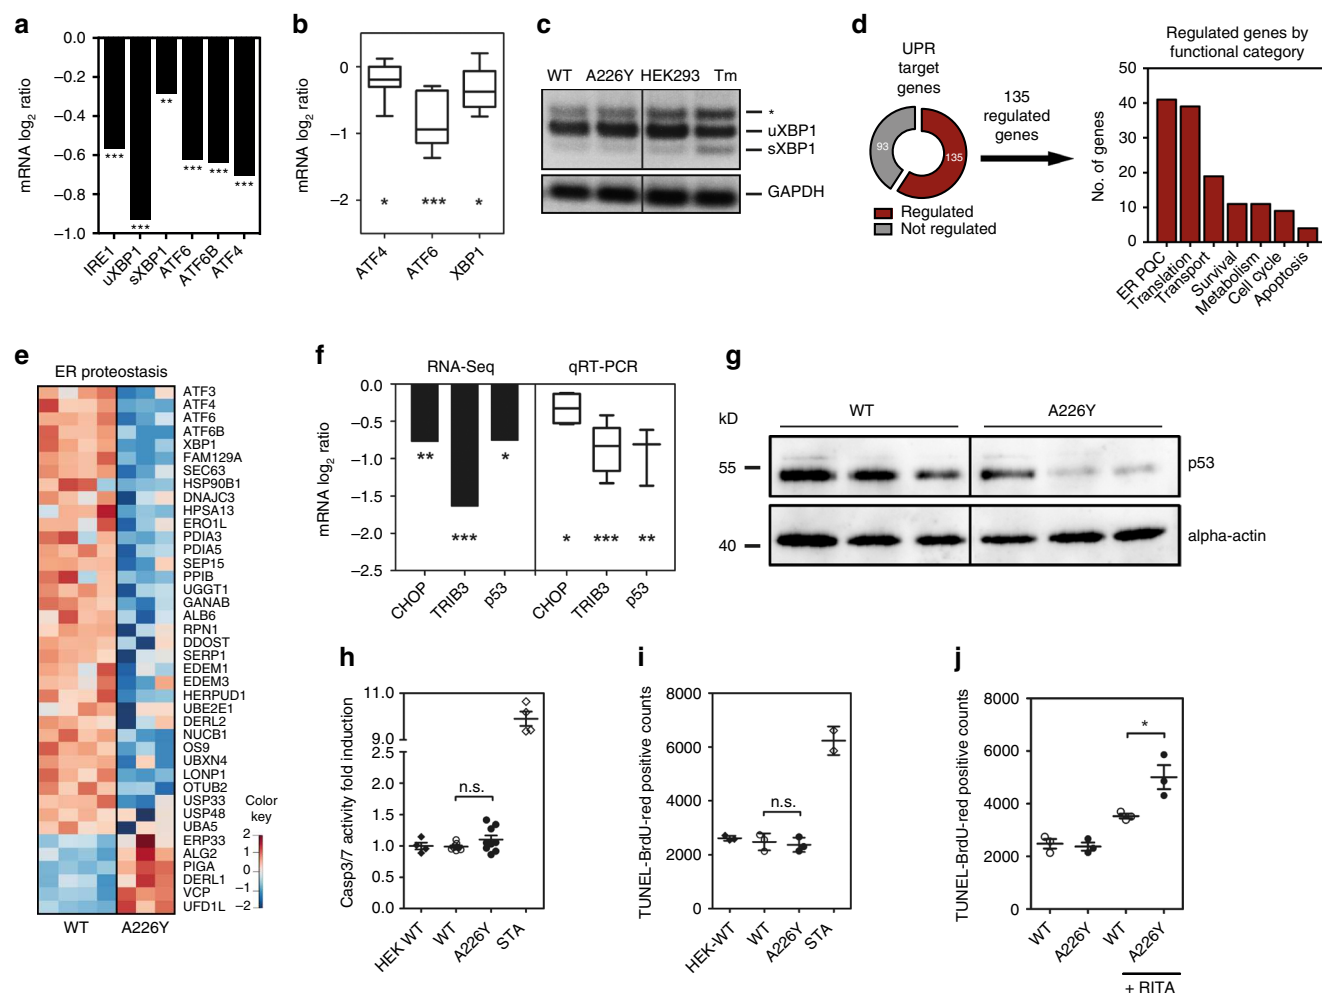 a
mRNA log2 ratio
0.0
−0.2
−0.4
−0.6
−0.8
−1.0
***
***
**
***
***
***
IRE1
uXBP1
sXBP1
ATF6
ATF6B
ATF4
b
mRNA log2 ratio
0
−1
−2
*
***
*
ATF4
ATF6
XBP1
c
WT A226Y HEK293 Tm
*
uXBP1
sXBP1
GAPDH
d
UPR
target
genes
93
135
Regulated
Not regulated
135
regulated
genes
Regulated genes by
functional category
No. of genes
50
40
30
20
10
0
ER PQC
Translation
Transport
Survival
Metabolism
Cell cycle
Apoptosis
e
ER proteostasis
ATF3
ATF4
ATF6
ATF6B
XBP1
FAM129A
SEC63
HSP90B1
DNAJC3
HPSA13
ERO1L
PDIA3
PDIA5
SEP15
PPIB
UGGT1
GANAB
ALB6
RPN1
DDOST
SERP1
EDEM1
EDEM3
HERPUD1
UBE2E1
DERL2
NUCB1
OS9
UBXN4
LONP1
OTUB2
USP33
USP48
UBA5
ERP33
ALG2
PIGA
DERL1
VCP
UFD1L
WT A226Y
Color
key
2
1
0
−1
−2
f
RNA-Seq
qRT-PCR
mRNA log2 ratio
0.0
−0.5
−1.0
−1.5
−2.0
−2.5
**
***
*
*
***
**
CHOP
TRIB3
p53
CHOP
TRIB3
p53
g
kD
WT
A226Y
55
p53
40
alpha-actin
h
Casp3/7 activity fold induction
11.0
9.0
2.5
2.0
1.5
1.0
0.5
0.0
n.s.
HEK WT
WT
A226Y
STA
i
TUNEL-BrdU-red positive counts
8000
6000
4000
2000
0
n.s.
HEK-WT
WT
A226Y
STA
j
TUNEL-BrdU-red positive counts
8000
6000
4000
2000
0
*
WT
A226Y
WT
A226Y
+ RITA